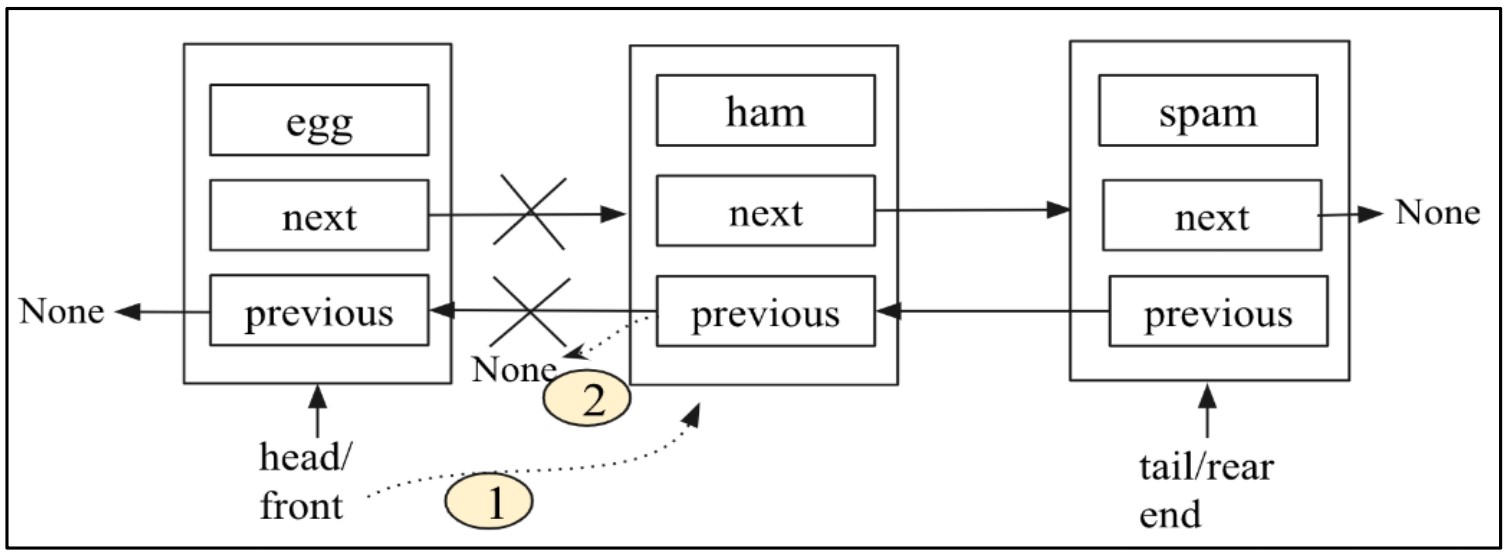 egg
next
previous
None
head/
front
1
None
2
ham
next
previous
spam
next
previous
None
tail/rear
end